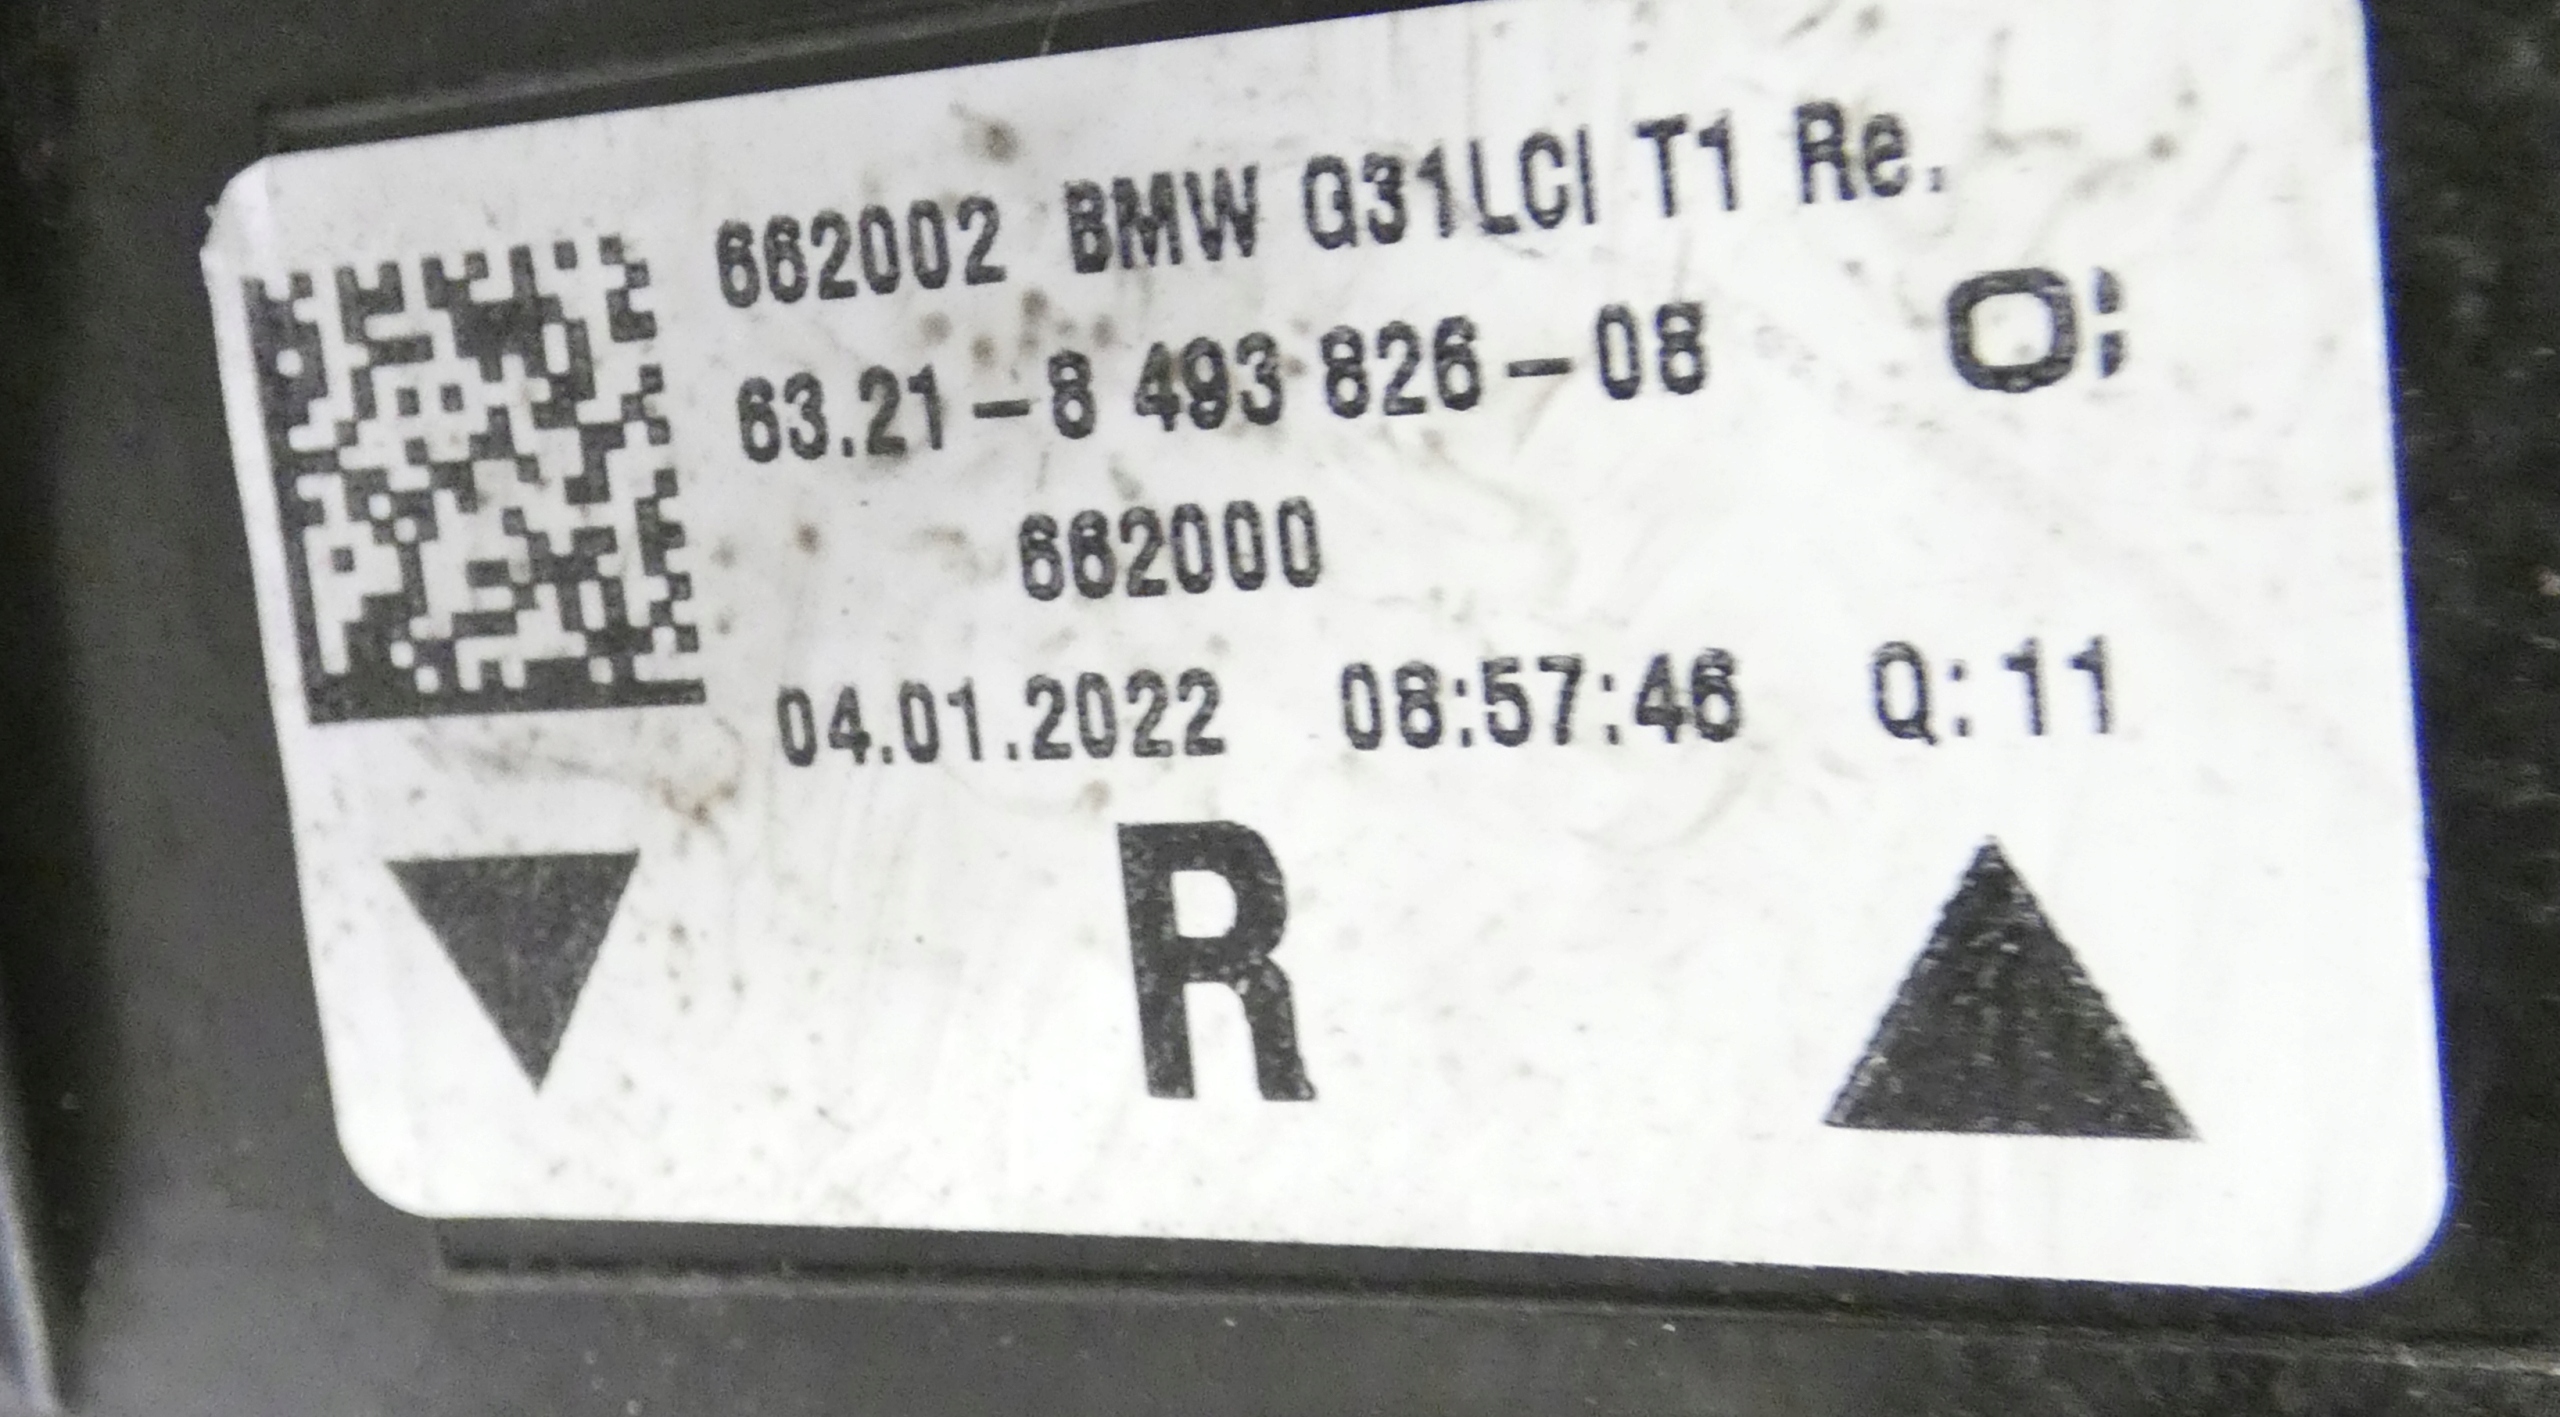 662002 BMW G31LCI T1 Re.
63.21-8 493 826-08
662000
04.01.2022 08:57:46 Q:11
R